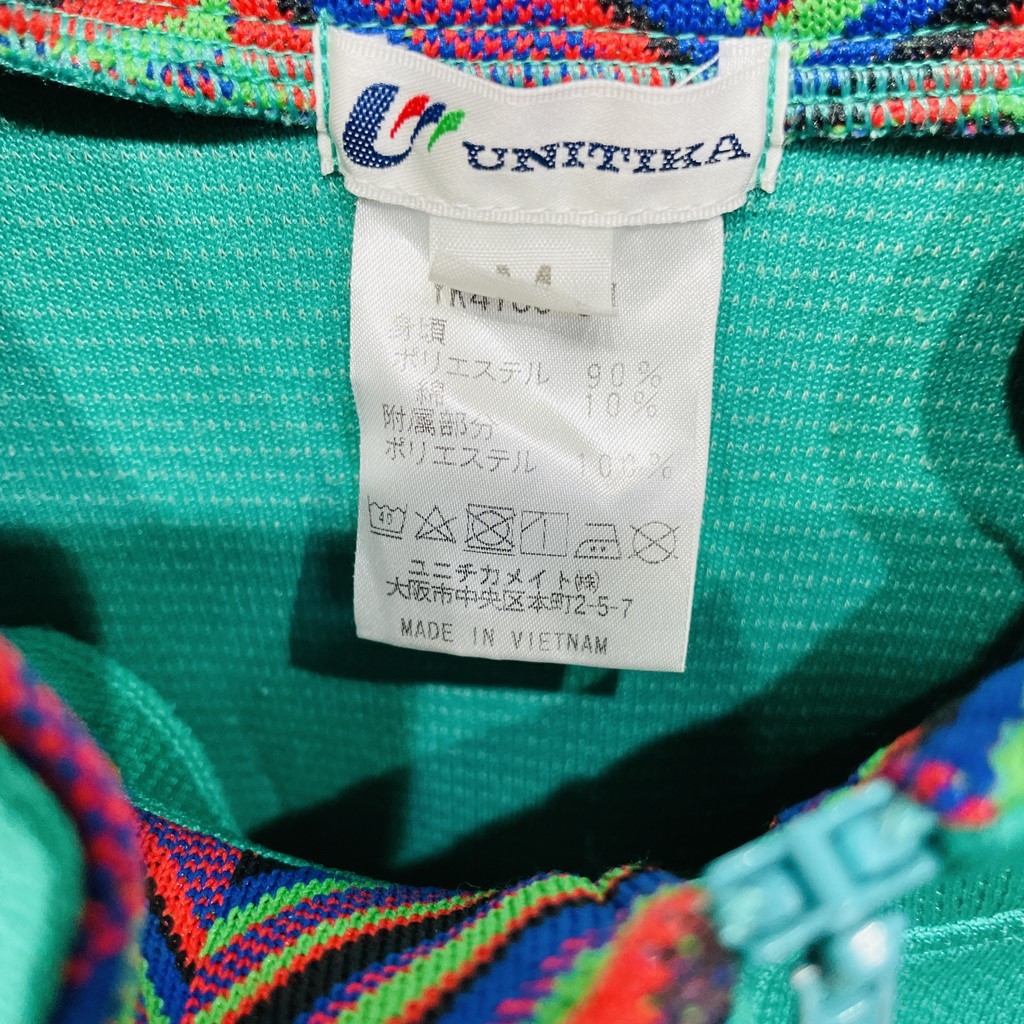 UNITIKA
身頃
ポリエステル 90%
綿 10%
附属部分
ポリエステル 100%
40
ユニチカメイト㈱
大阪市中央区本町2-5-7
MADE IN VIETNAM